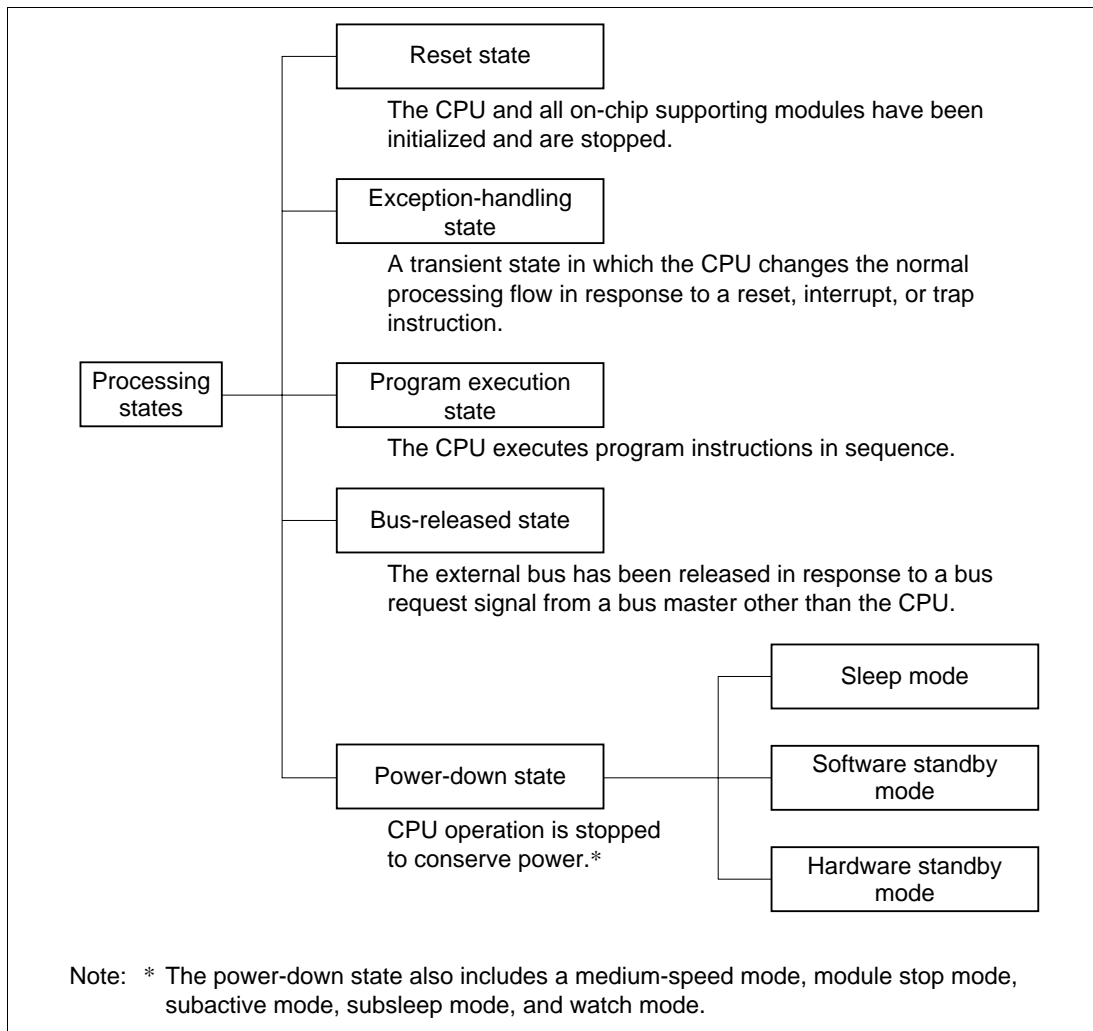 Reset state
The CPU and all on-chip supporting modules have been
initialized and are stopped.
Exception-handling
state
A transient state in which the CPU changes the normal
processing flow in response to a reset, interrupt, or trap
instruction.
Processing
states
Program execution
state
The CPU executes program instructions in sequence.
Bus-released state
The external bus has been released in response to a bus
request signal from a bus master other than the CPU.
Sleep mode
Power-down state
CPU operation is stopped
to conserve power.*
Software standby
mode
Hardware standby
mode
Note: * The power-down state also includes a medium-speed mode, module stop mode,
subactive mode, subsleep mode, and watch mode.